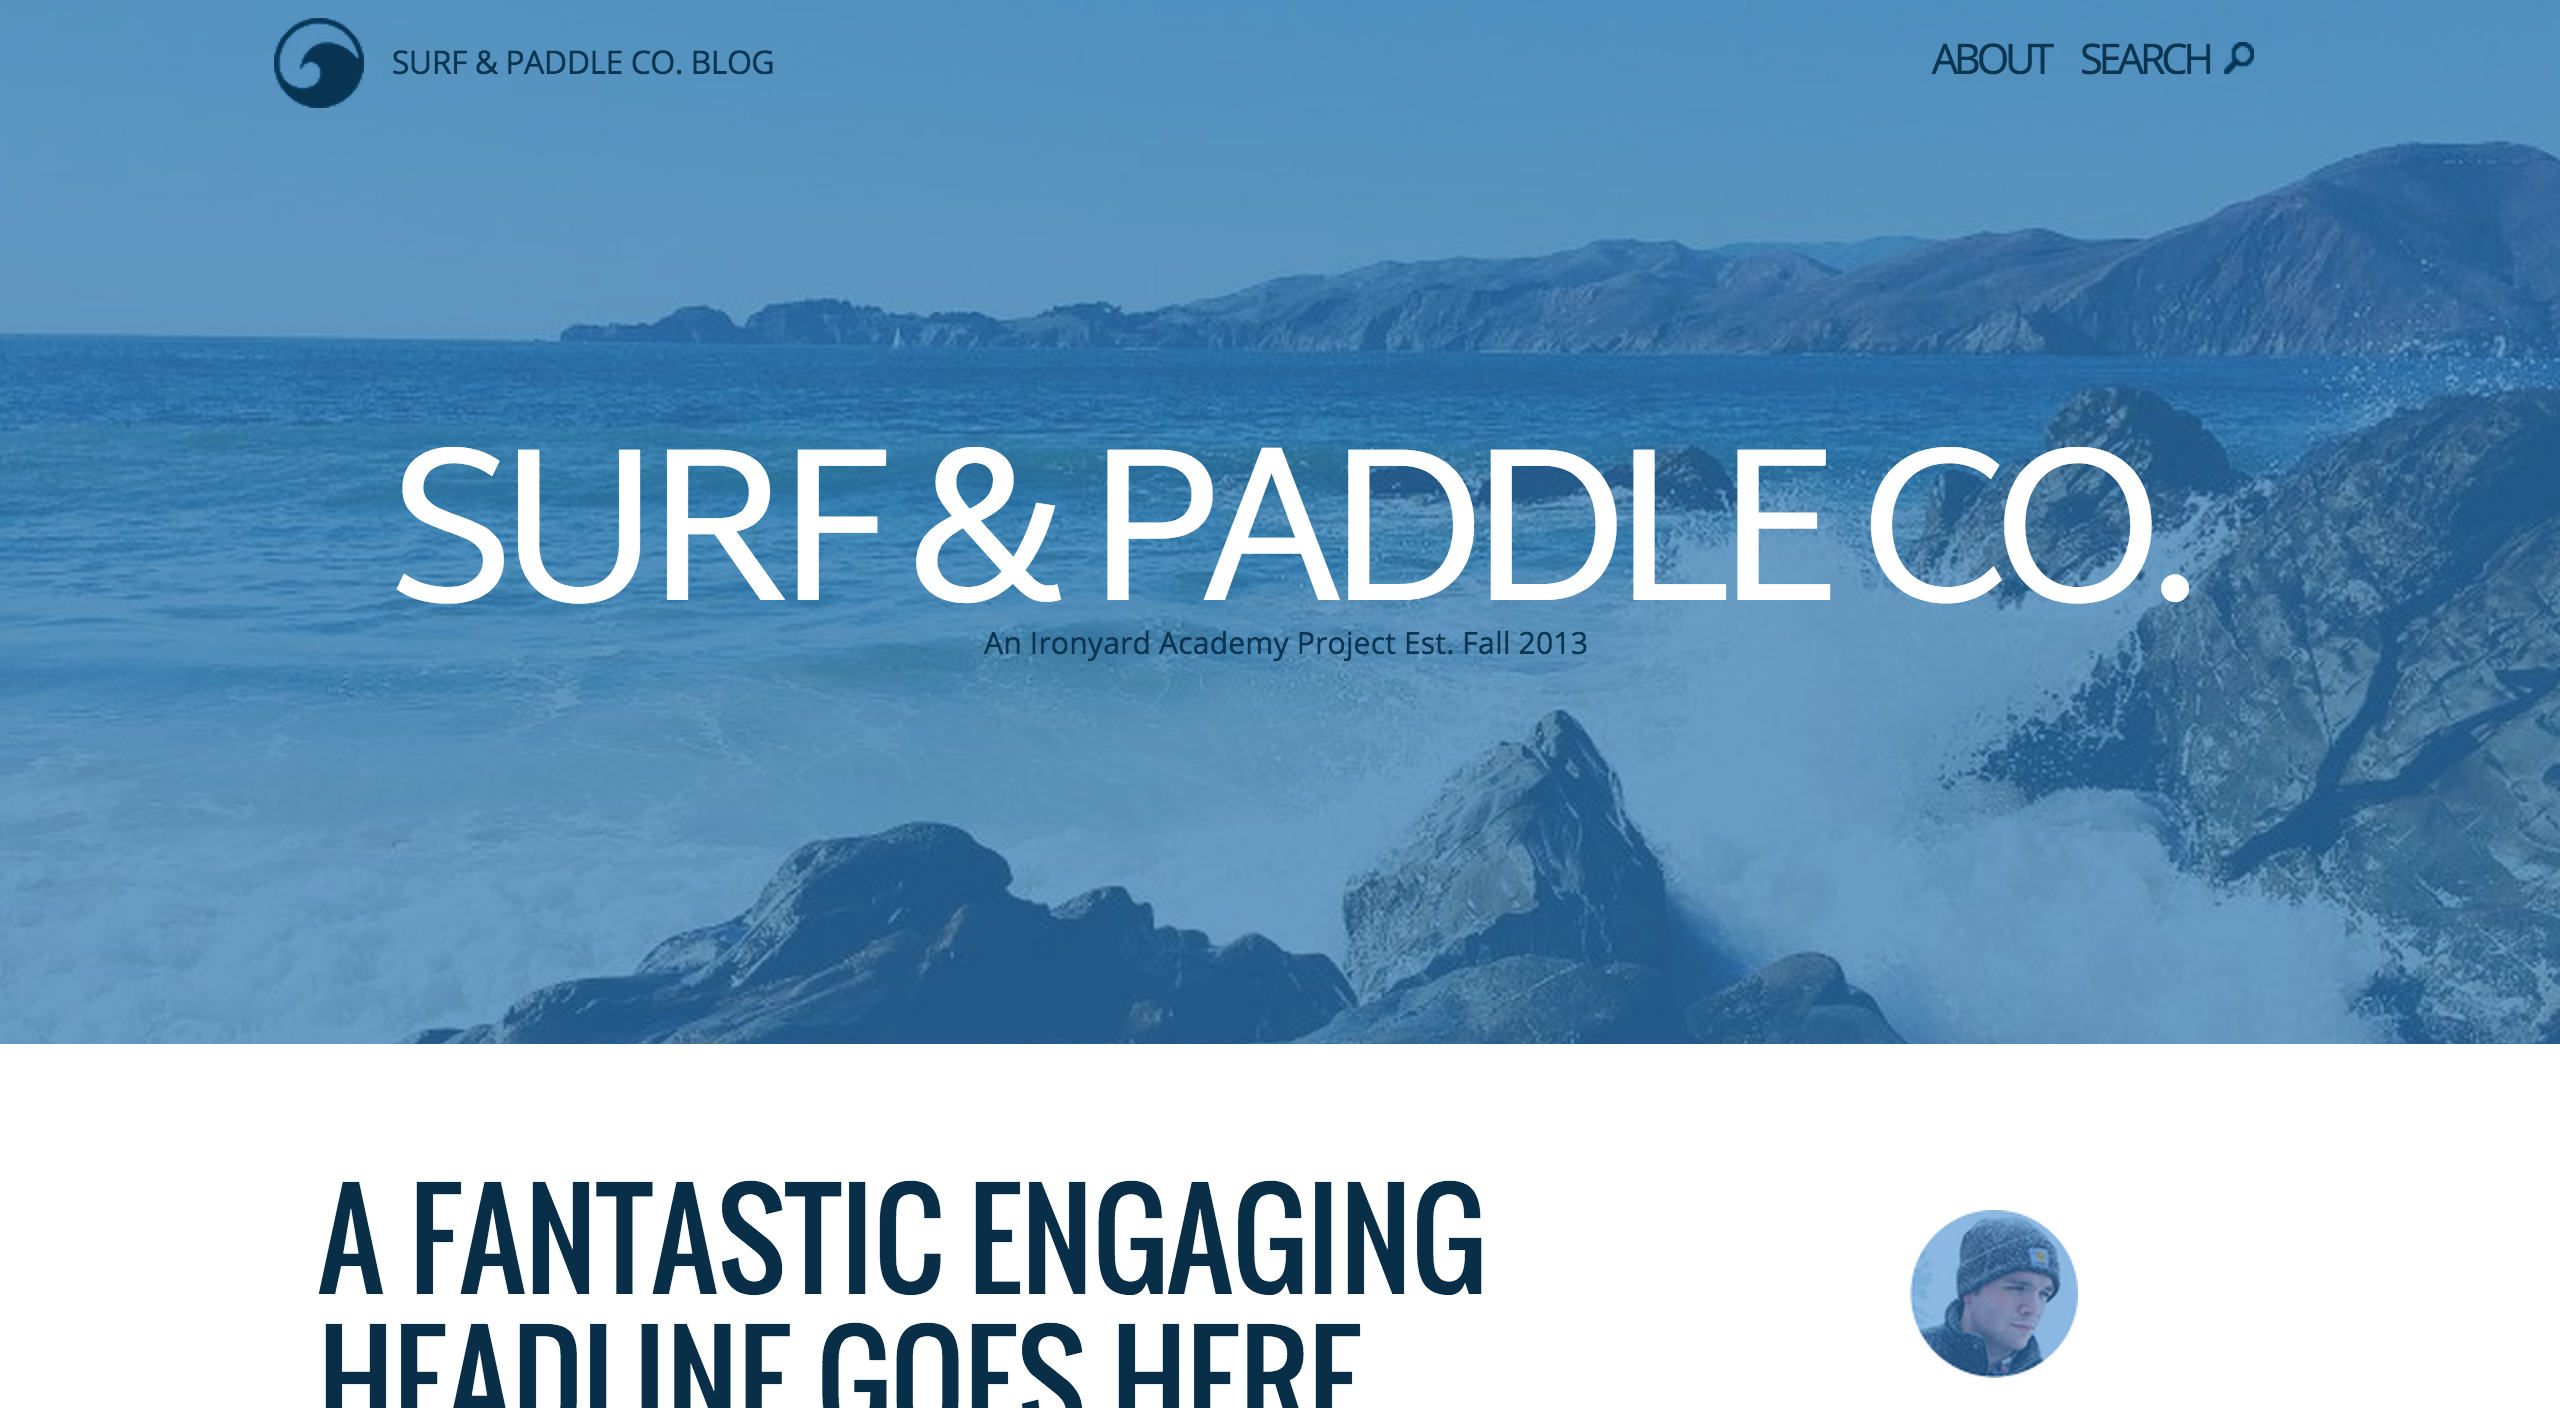 SURF & PADDLE CO. BLOG
ABOUT SEARCH
SURF & PADDLE CO.
An Ironyard Academy Project Est. Fall 2013
A FANTASTIC ENGAGING
HEADLINE GOES HERE